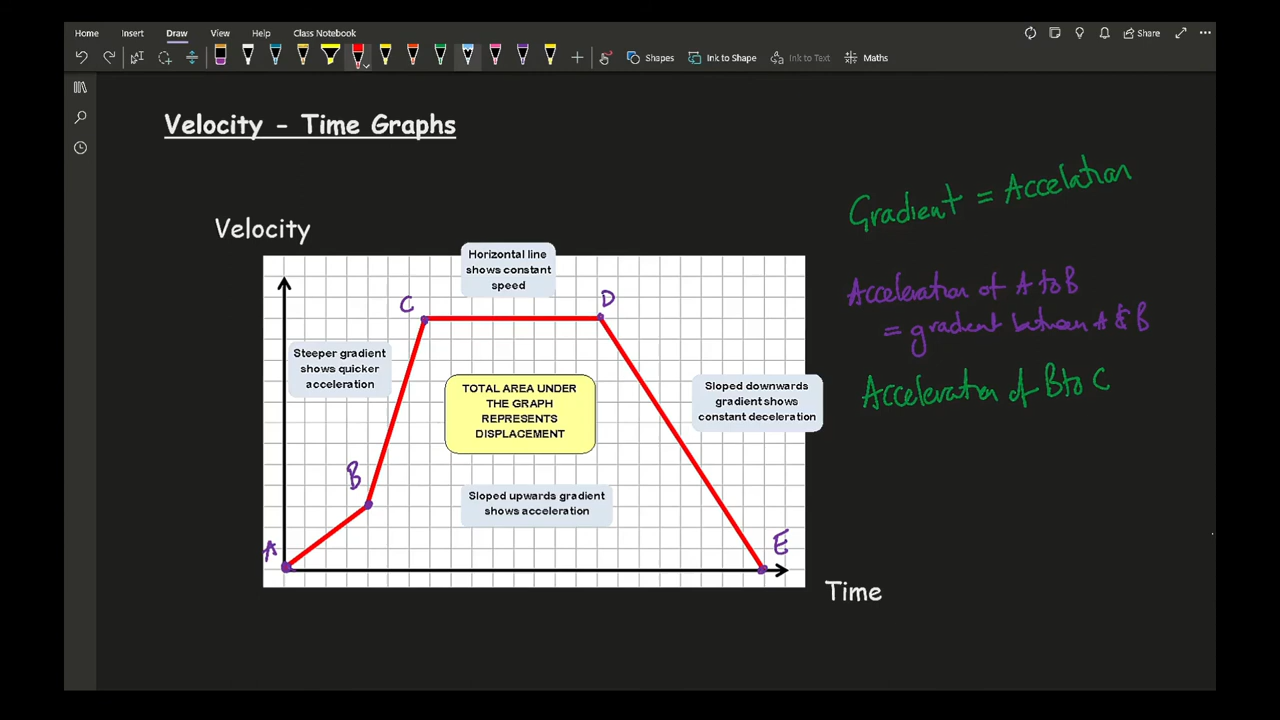 Home Insert Draw View Help Class Notebook
Share
Shapes Ink to Shape Ink to Text Maths
Velocity - Time Graphs
Gradient = Accelation
Velocity
Horizontal line
shows constant
speed
Acceleration of A to B
= gradient between A & B
C
D
Steeper gradient
shows quicker
acceleration
TOTAL AREA UNDER
THE GRAPH
REPRESENTS
DISPLACEMENT
Sloped downwards
gradient shows
constant deceleration
Acceleration of B to C
B
Sloped upwards gradient
shows acceleration
A
E
Time